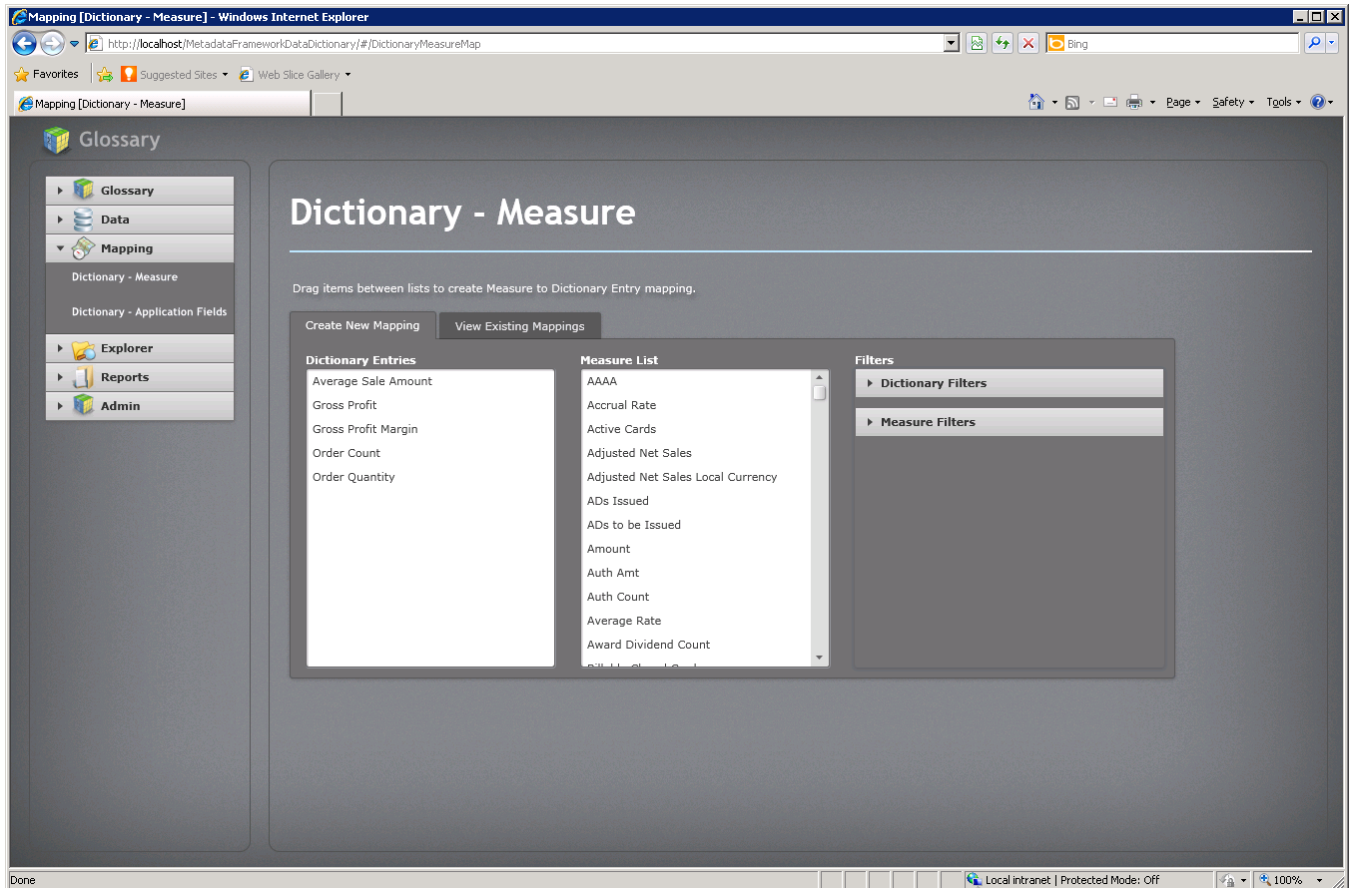 Mapping [Dictionary - Measure] - Windows Internet Explorer
http://localhost/MetadataFrameworkDataDictionary/#/DictionaryMeasureMap
Bing
Favorites
Suggested Sites
Web Slice Gallery
Mapping [Dictionary - Measure]
Page
Safety
Tools
Glossary
Glossary
Data
Mapping
Dictionary - Measure
Dictionary - Application Fields
Explorer
Reports
Admin
Dictionary - Measure
Drag items between lists to create Measure to Dictionary Entry mapping.
Create New Mapping
View Existing Mappings
Dictionary Entries
Average Sale Amount
Gross Profit
Gross Profit Margin
Order Count
Order Quantity
Measure List
AAAA
Accrual Rate
Active Cards
Adjusted Net Sales
Adjusted Net Sales Local Currency
ADs Issued
ADs to be Issued
Amount
Auth Amt
Auth Count
Average Rate
Award Dividend Count
Filters
Dictionary Filters
Measure Filters
Done
Local intranet | Protected Mode: Off
100%